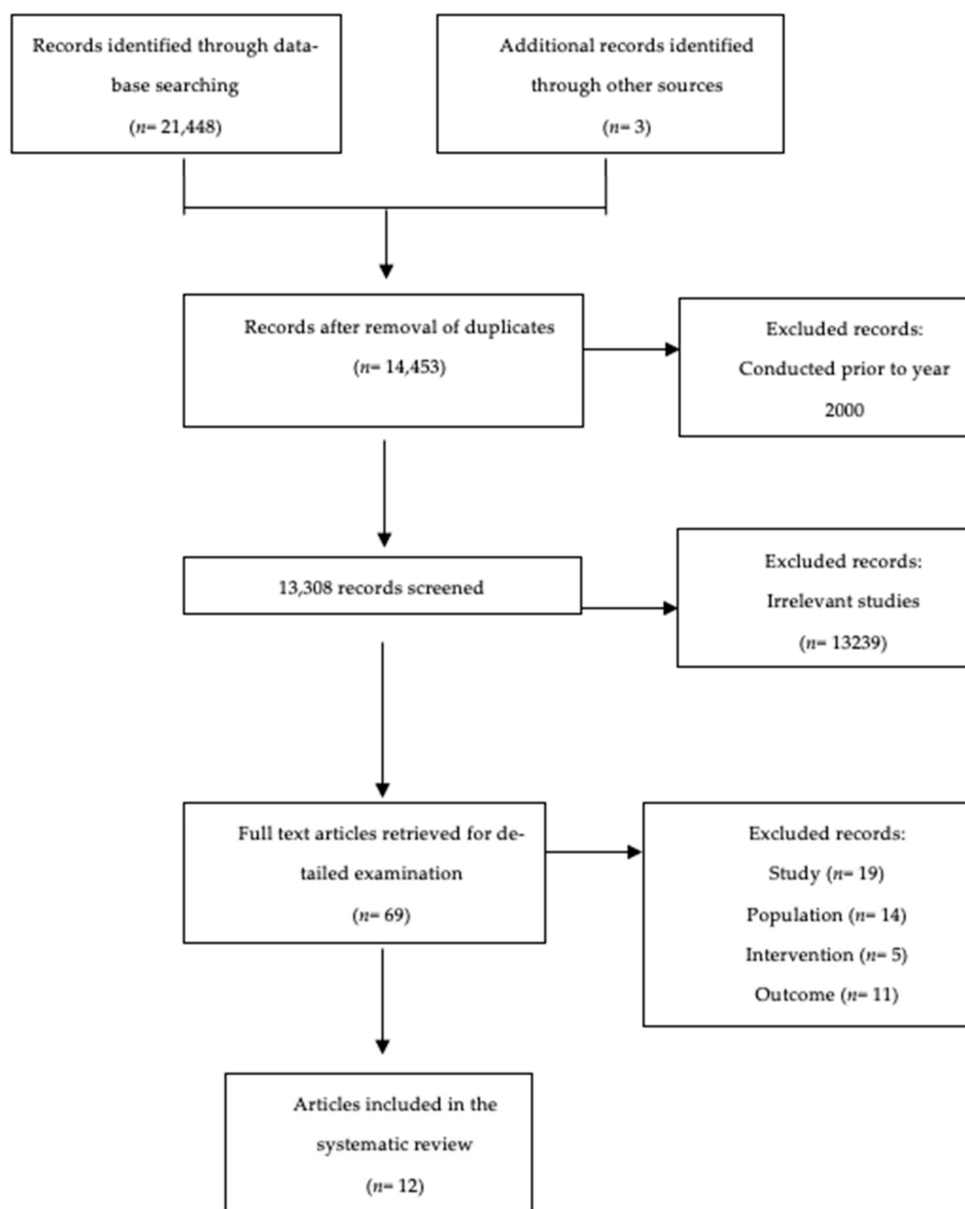 Records identified through data-
base searching
(n= 21,448)
Additional records identified
through other sources
(n= 3)
Records after removal of duplicates
(n= 14,453)
Excluded records:
Conducted prior to year
2000
13,308 records screened
Excluded records:
Irrelevant studies
(n= 13239)
Full text articles retrieved for de-
tailed examination
(n= 69)
Excluded records:
Study (n= 19)
Population (n= 14)
Intervention (n= 5)
Outcome (n= 11)
Articles included in the
systematic review
(n= 12)